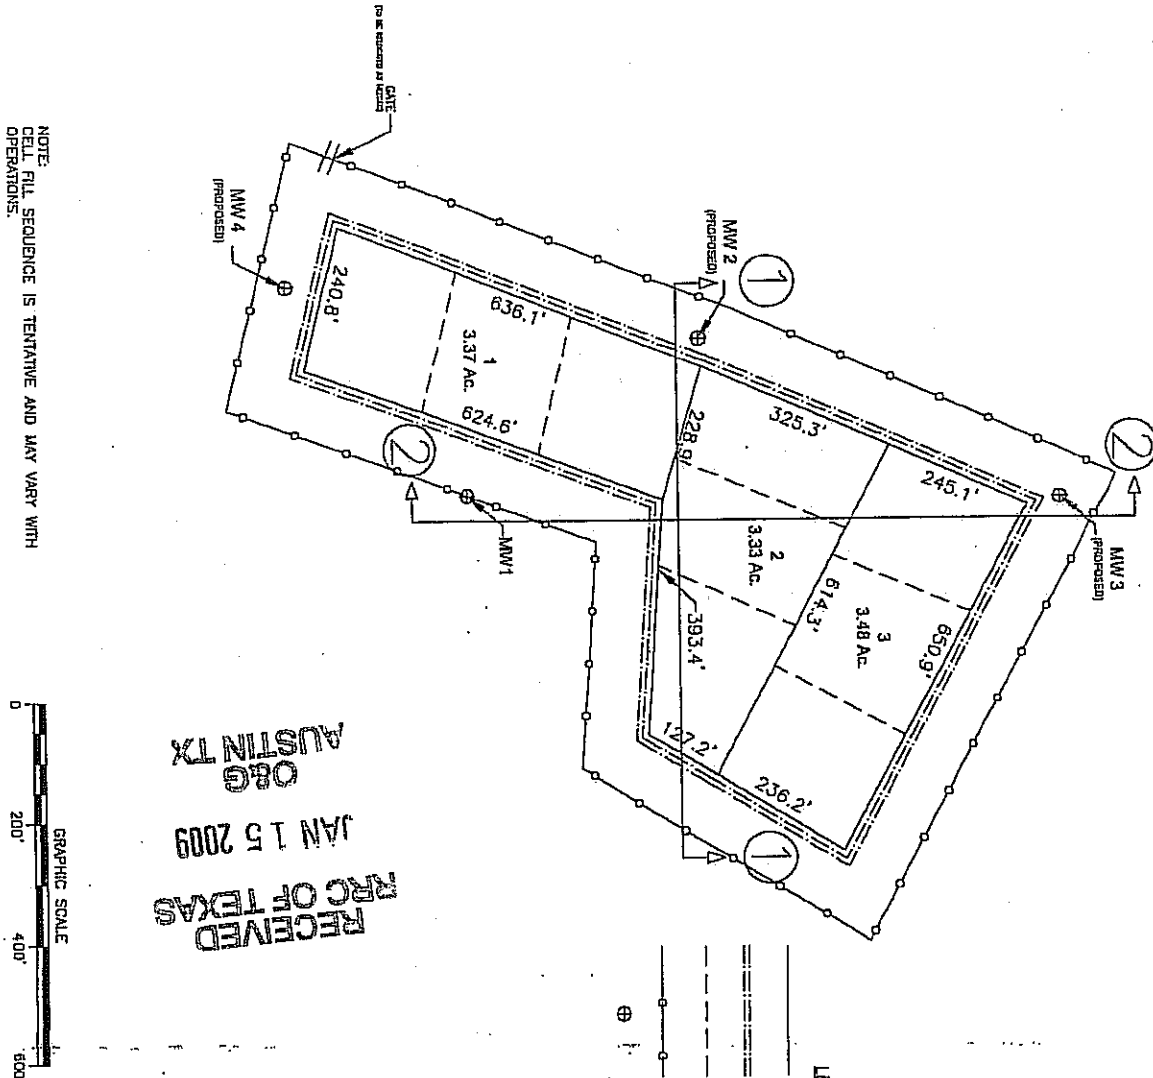 GATE
MW 4
(PROPOSED)
MW 2
(PROPOSED)
1
2
MW 3
(PROPOSED)
240.8'
636.1'
1
3.37 Ac.
624.6'
2
MW1
228.9'
325.3'
245.1'
2
3.33 Ac.
614.3'
3
3.48 Ac.
650.9'
393.4'
127.2'
236.2'
1
NOTE:
CELL FILL SEQUENCE IS TENTATIVE AND MAY VARY WITH
OPERATIONS.
RECEIVED
RRC OF TEXAS
JAN 15 2009
O&G
AUSTIN TX
GRAPHIC SCALE
0 200' 400' 600